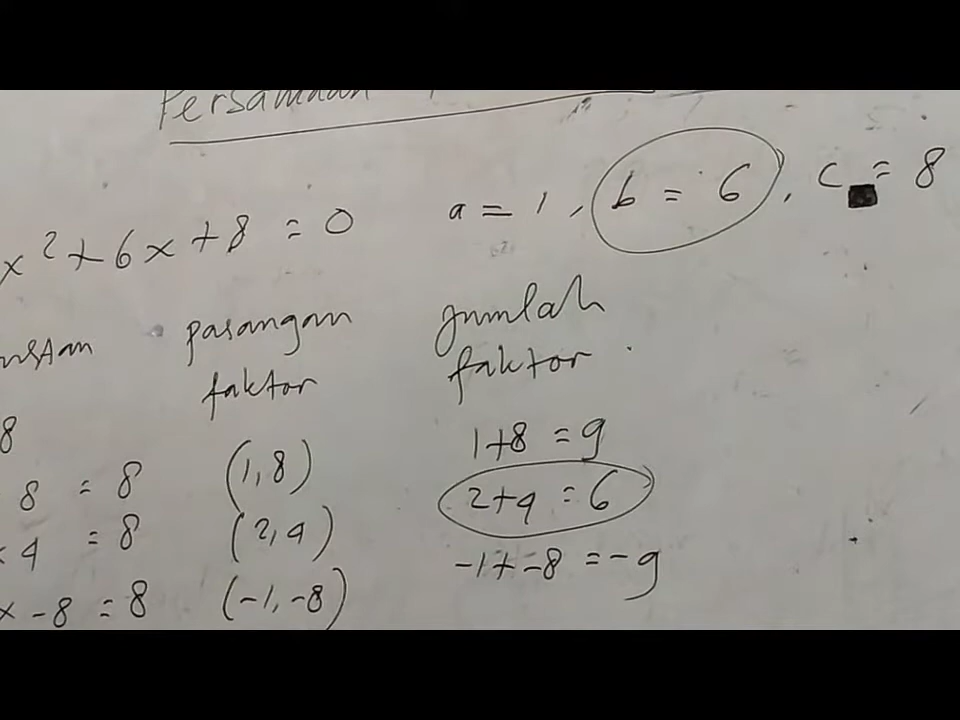 Persamaan
x² + 6x + 8 = 0 a = 1 , b = 6 , c = 8
pasangan faktor
jumlah faktor
8
8 = 8 (1, 8) 1+8 = 9
× 4 = 8 (2, 4) 2+4 = 6
× -8 = 8 (-1, -8) -1 + -8 = -9